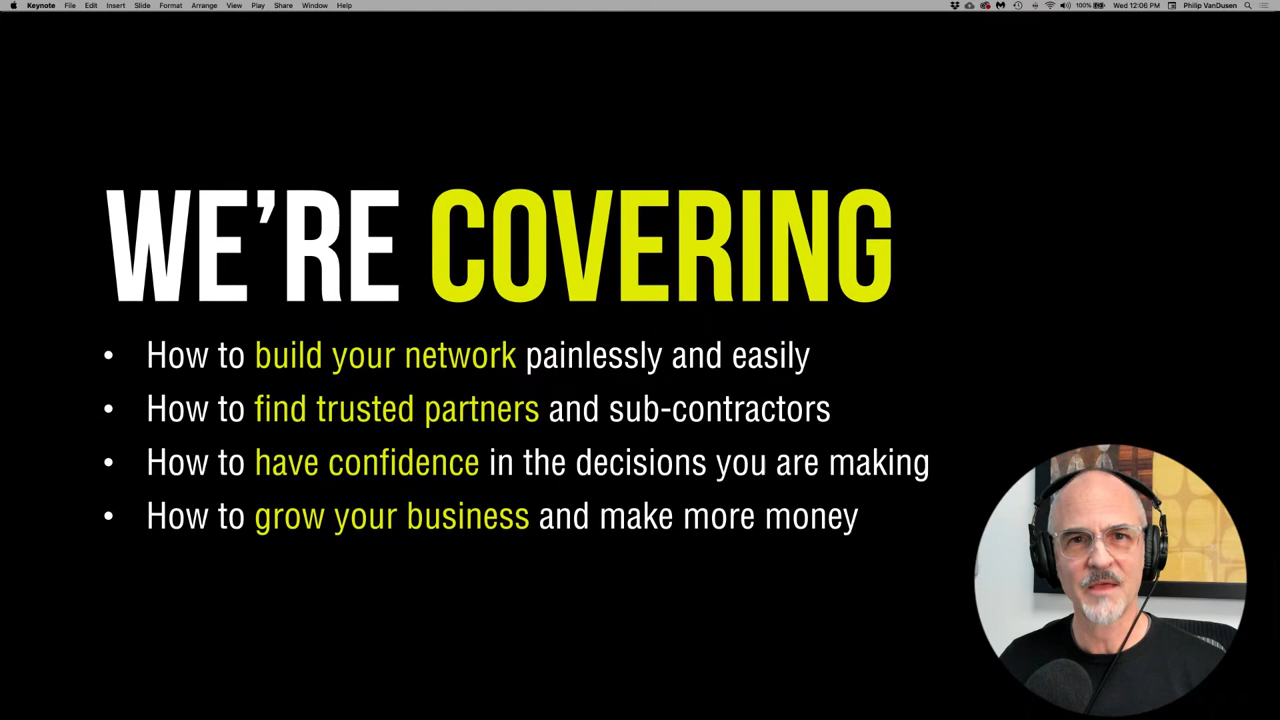 Keynote File Edit Insert Slide Format Arrange View Play Share Window Help 100% Wed 12:06 PM Philip VanDusen
WE’RE COVERING
• How to build your network painlessly and easily
• How to find trusted partners and sub-contractors
• How to have confidence in the decisions you are making
• How to grow your business and make more money